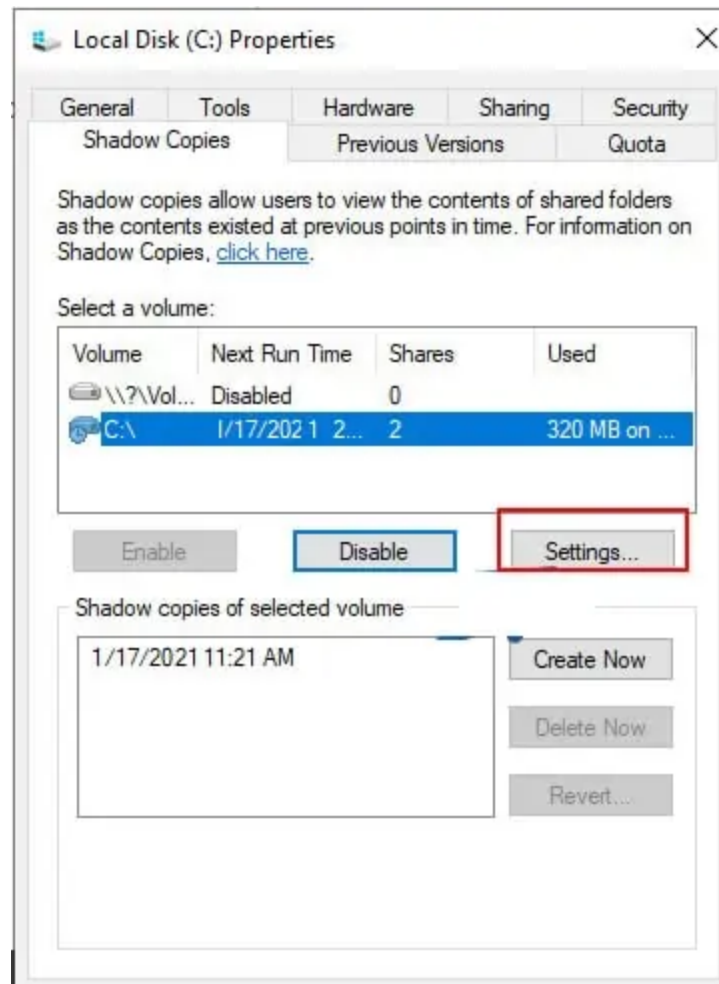 Local Disk (C:) Properties
General Tools Hardware Sharing Security
Shadow Copies Previous Versions Quota
Shadow copies allow users to view the contents of shared folders
as the contents existed at previous points in time. For information on
Shadow Copies, click here.
Select a volume:
Volume Next Run Time Shares Used
\\?\Vol... Disabled 0
C:\ 1/17/2021 2... 2 320 MB on ...
Enable Disable Settings...
Shadow copies of selected volume
1/17/2021 11:21 AM
Create Now
Delete Now
Revert...